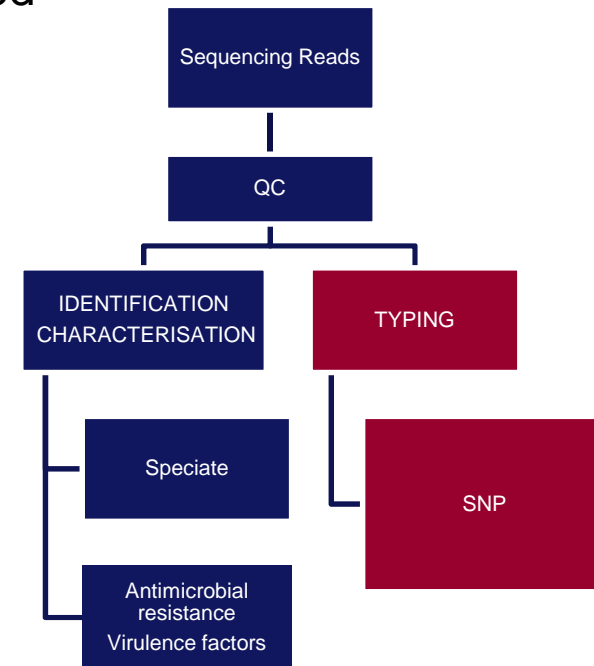 Sequencing Reads
QC
IDENTIFICATION
CHARACTERISATION
TYPING
Speciate
SNP
Antimicrobial
resistance
Virulence factors